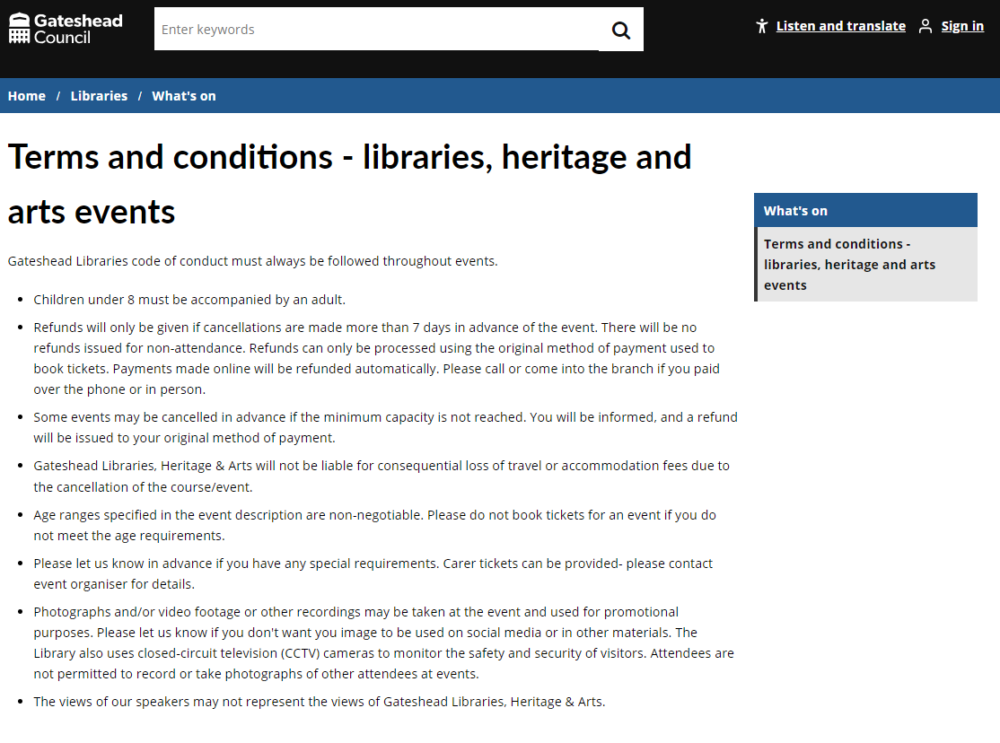 Gateshead
Council
Enter keywords
Listen and translate
Sign in
Home / Libraries / What's on
Terms and conditions - libraries, heritage and
arts events
Gateshead Libraries code of conduct must always be followed throughout events.
• Children under 8 must be accompanied by an adult.
• Refunds will only be given if cancellations are made more than 7 days in advance of the event. There will be no
refunds issued for non-attendance. Refunds can only be processed using the original method of payment used to
book tickets. Payments made online will be refunded automatically. Please call or come into the branch if you paid
over the phone or in person.
• Some events may be cancelled in advance if the minimum capacity is not reached. You will be informed, and a refund
will be issued to your original method of payment.
• Gateshead Libraries, Heritage & Arts will not be liable for consequential loss of travel or accommodation fees due to
the cancellation of the course/event.
• Age ranges specified in the event description are non-negotiable. Please do not book tickets for an event if you do
not meet the age requirements.
• Please let us know in advance if you have any special requirements. Carer tickets can be provided- please contact
event organiser for details.
• Photographs and/or video footage or other recordings may be taken at the event and used for promotional
purposes. Please let us know if you don't want you image to be used on social media or in other materials. The
Library also uses closed-circuit television (CCTV) cameras to monitor the safety and security of visitors. Attendees are
not permitted to record or take photographs of other attendees at events.
• The views of our speakers may not represent the views of Gateshead Libraries, Heritage & Arts.
What's on
Terms and conditions -
libraries, heritage and arts
events